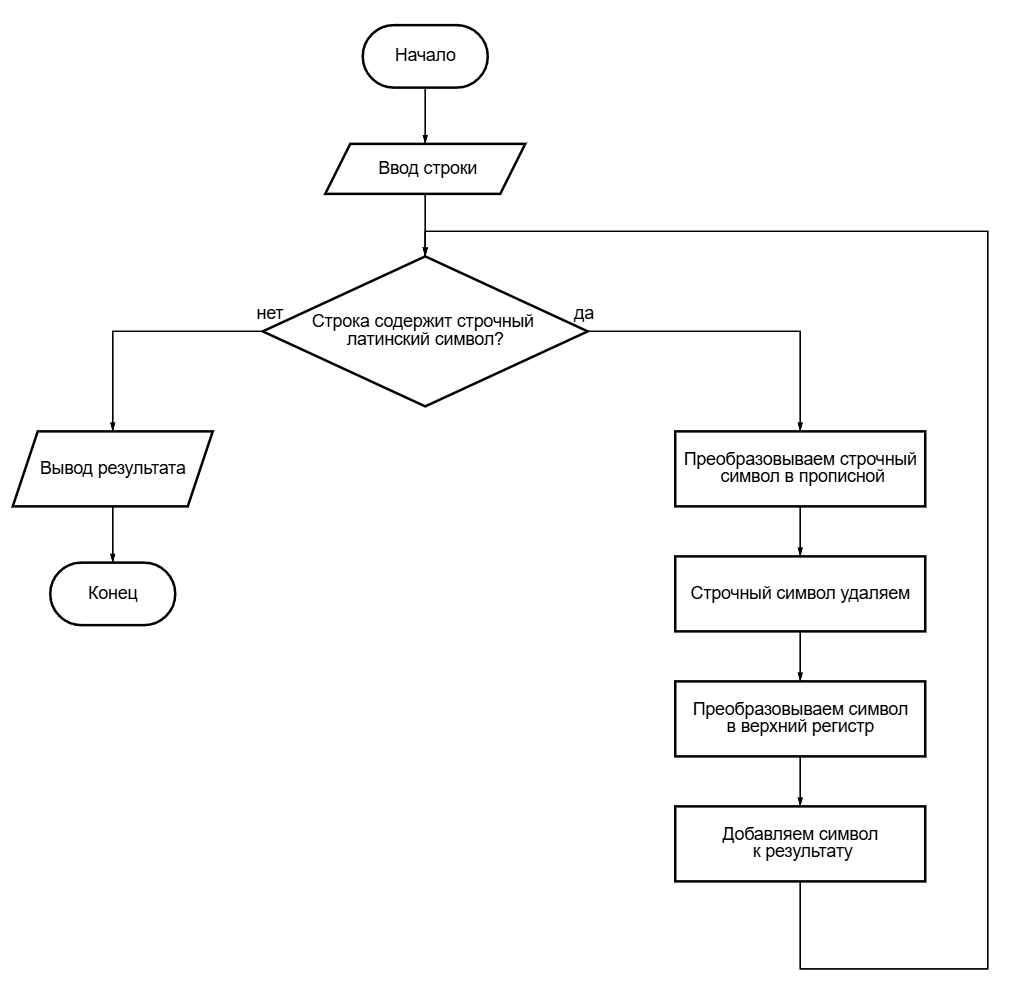 Начало
Ввод строки
нет
Строка содержит строчный
латинский символ?
да
Вывод результата
Конец
Преобразовываем строчный
символ в прописной
Строчный символ удаляем
Преобразовываем символ
в верхний регистр
Добавляем символ
к результату